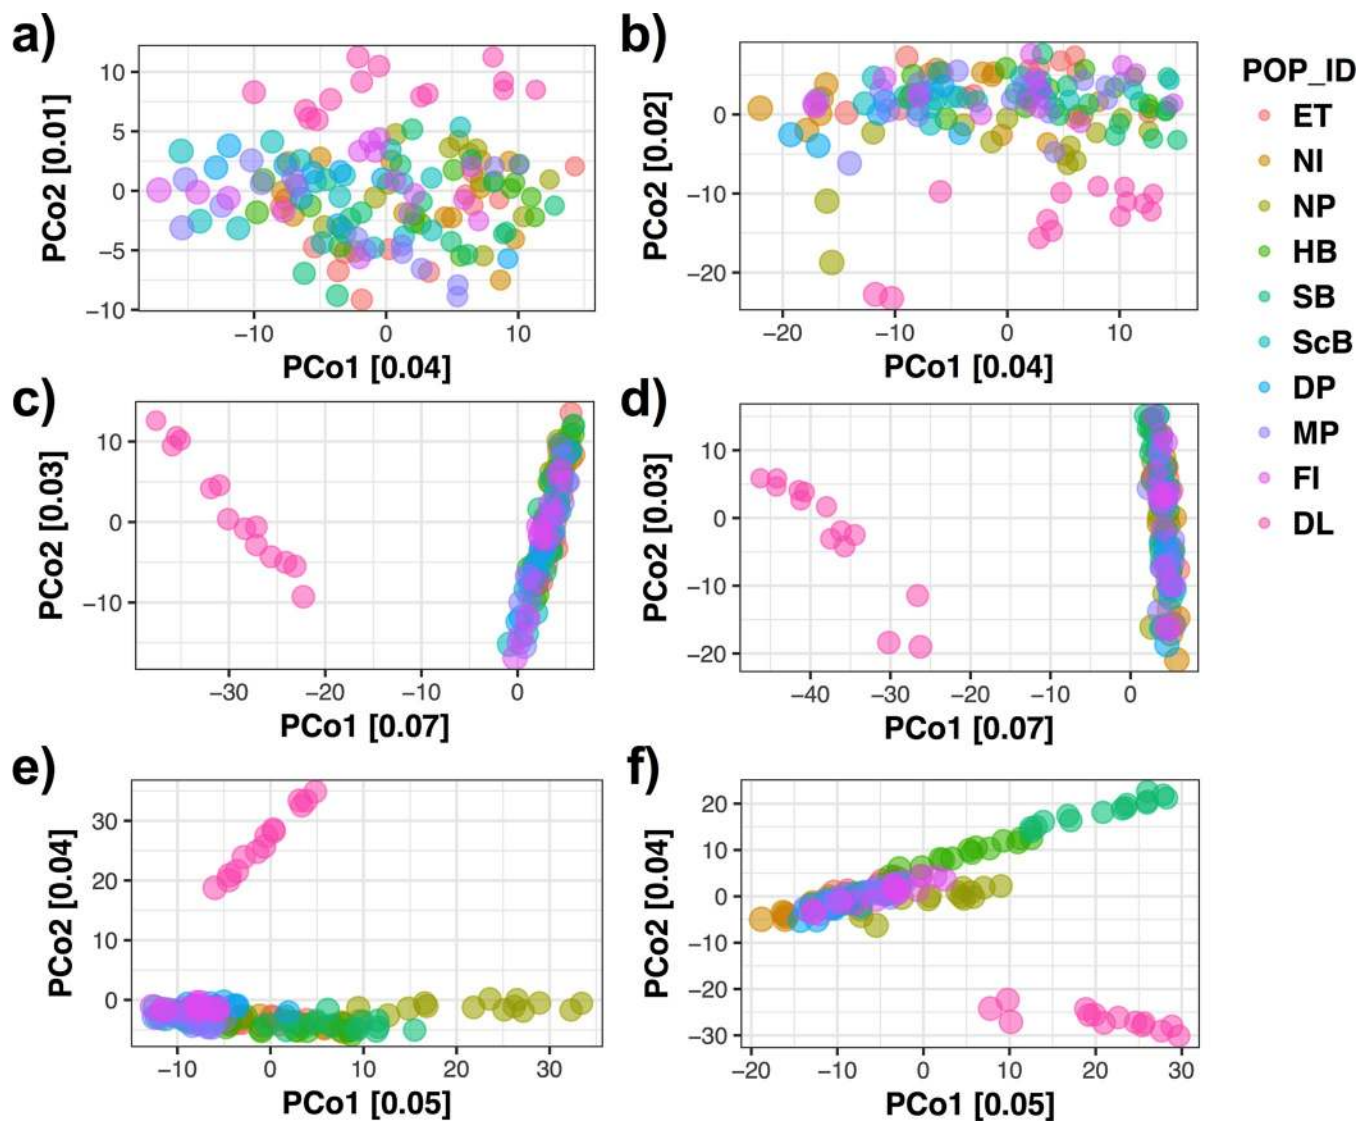 a)
10
5
0
−5
−10
PCo2 [0.01]
−10
0
10
PCo1 [0.04]
b)
0
−10
−20
PCo2 [0.02]
−20
−10
0
10
PCo1 [0.04]
POP_ID
ET
NI
NP
HB
SB
ScB
DP
MP
FI
DL
c)
10
0
−10
PCo2 [0.03]
−30
−20
−10
0
PCo1 [0.07]
d)
10
0
−10
−20
PCo2 [0.03]
−40
−30
−20
−10
0
PCo1 [0.07]
e)
30
20
10
0
PCo2 [0.04]
−10
0
10
20
30
PCo1 [0.05]
f)
20
10
0
−10
−20
−30
PCo2 [0.04]
−20
−10
0
10
20
30
PCo1 [0.05]